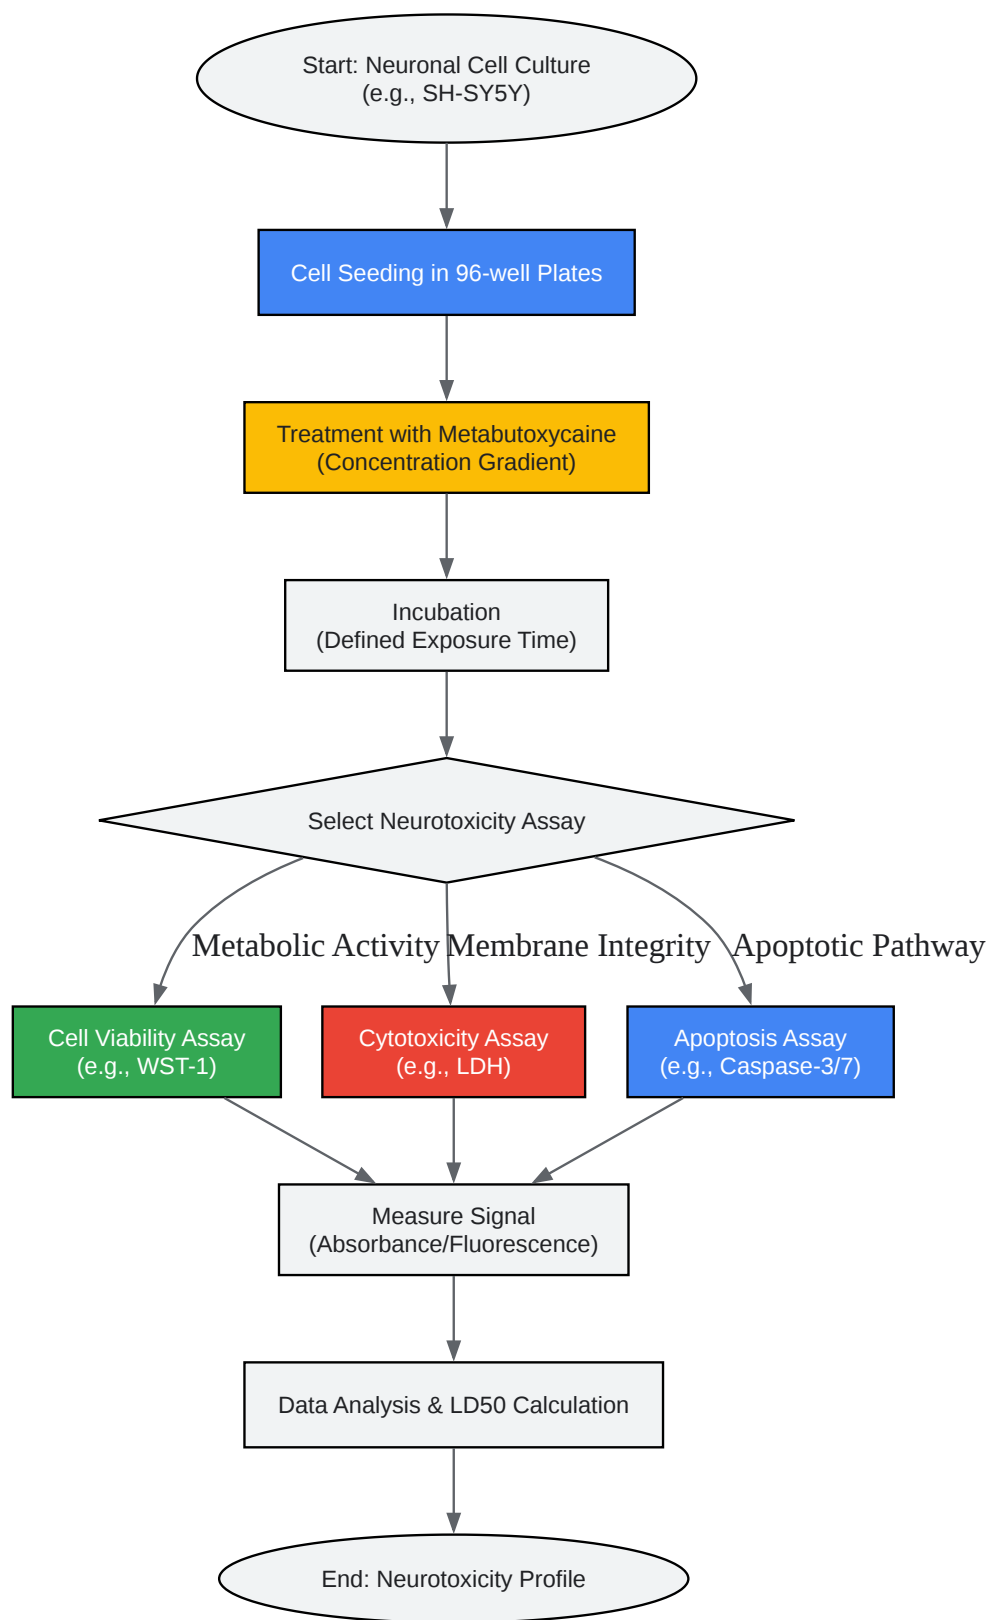 Start: Neuronal Cell Culture
(e.g., SH-SY5Y)
Cell Seeding in 96-well Plates
Treatment with Metabutoxycaine
(Concentration Gradient)
Incubation
(Defined Exposure Time)
Select Neurotoxicity Assay
Metabolic Activity
Membrane Integrity
Apoptotic Pathway
Cell Viability Assay
(e.g., WST-1)
Cytotoxicity Assay
(e.g., LDH)
Apoptosis Assay
(e.g., Caspase-3/7)
Measure Signal
(Absorbance/Fluorescence)
Data Analysis & LD50 Calculation
End: Neurotoxicity Profile